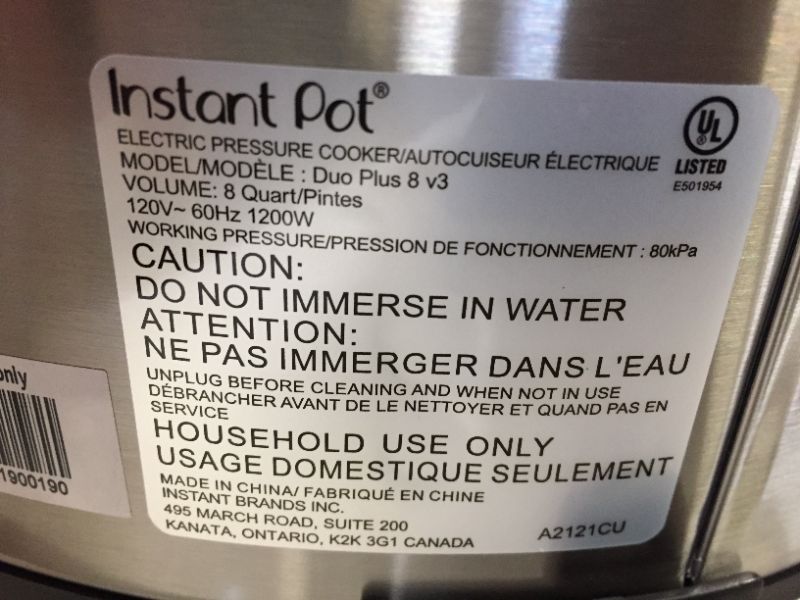 Instant Pot®
ELECTRIC PRESSURE COOKER/AUTOCUISEUR ÉLECTRIQUE
MODEL/MODÈLE : Duo Plus 8 v3
VOLUME: 8 Quart/Pintes
120V~ 60Hz 1200W
WORKING PRESSURE/PRESSION DE FONCTIONNEMENT : 80kPa
UL
®
LISTED
E501954
CAUTION:
DO NOT IMMERSE IN WATER
ATTENTION:
NE PAS IMMERGER DANS L'EAU
UNPLUG BEFORE CLEANING AND WHEN NOT IN USE
DÉBRANCHER AVANT DE LE NETTOYER ET QUAND PAS EN
SERVICE
HOUSEHOLD USE ONLY
USAGE DOMESTIQUE SEULEMENT
MADE IN CHINA/ FABRIQUÉ EN CHINE
INSTANT BRANDS INC.
495 MARCH ROAD, SUITE 200
KANATA, ONTARIO, K2K 3G1 CANADA
A2121CU
only
1900190